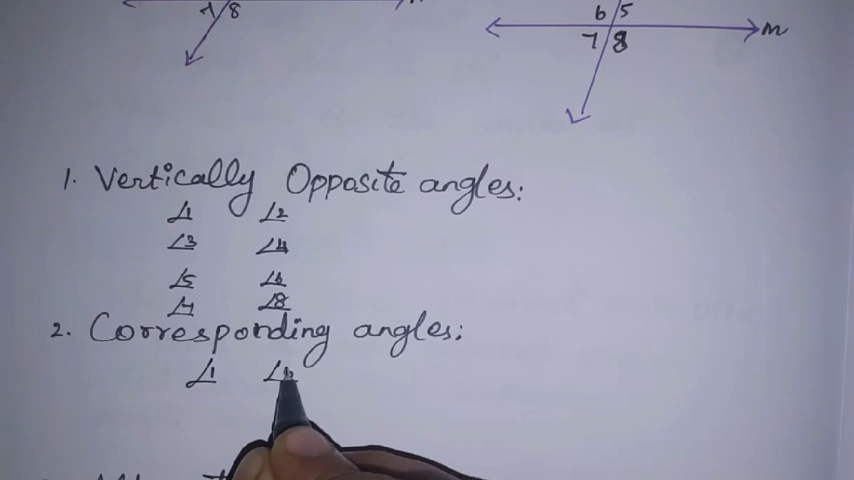 7 8
6 5
7 8 m
1. Vertically Opposite angles:
∠1 ∠2
∠3 ∠4
∠5 ∠6
∠7 ∠8
2. Corresponding angles:
∠1